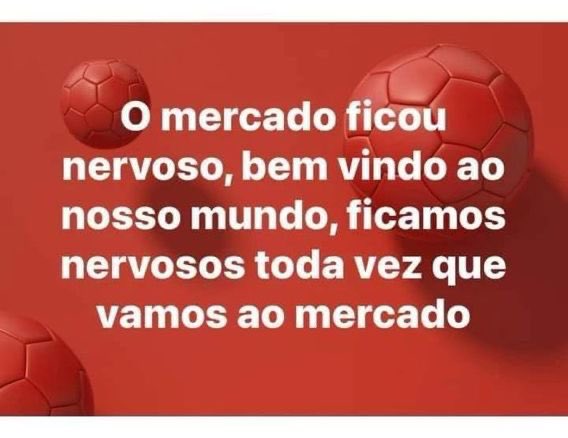 O mercado ficou
nervoso, bem vindo ao
nosso mundo, ficamos
nervosos toda vez que
vamos ao mercado